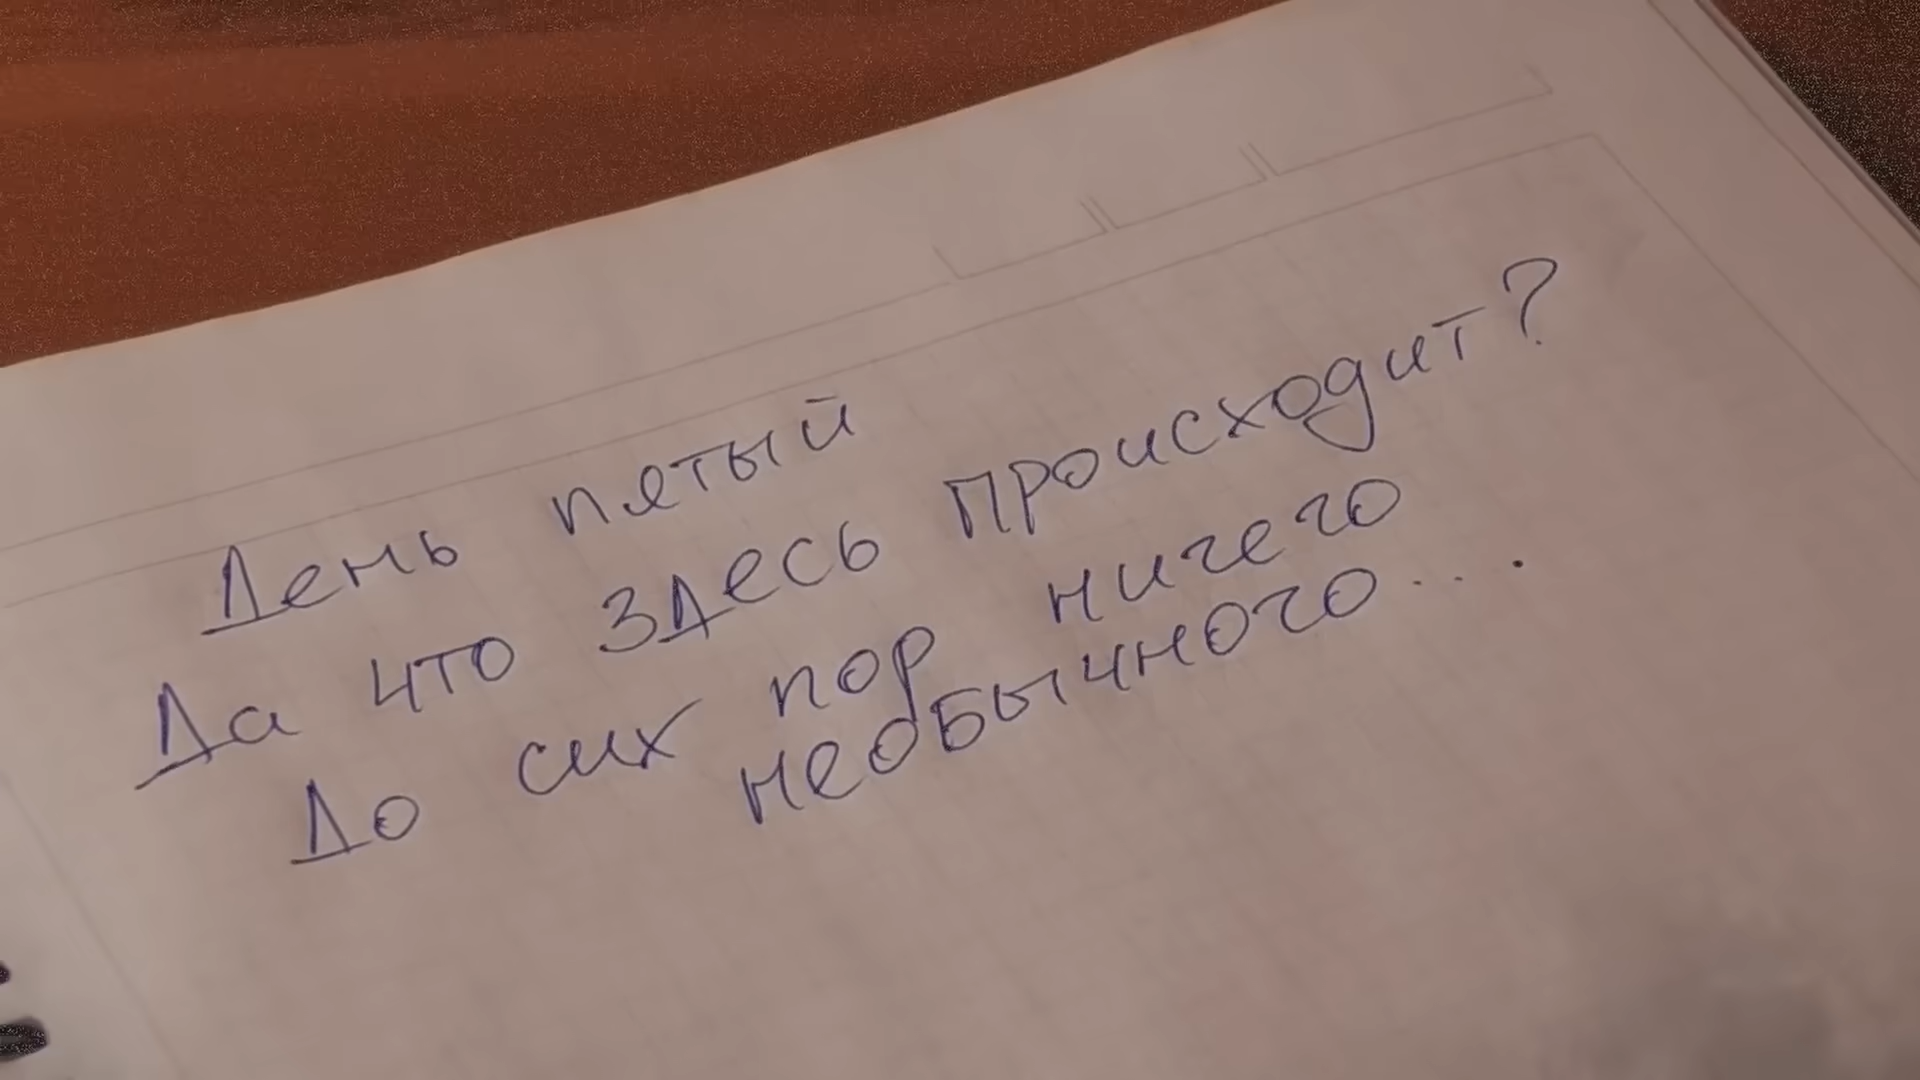 День пятый
Да что здесь происходит?
До сих пор ничего
необычного...